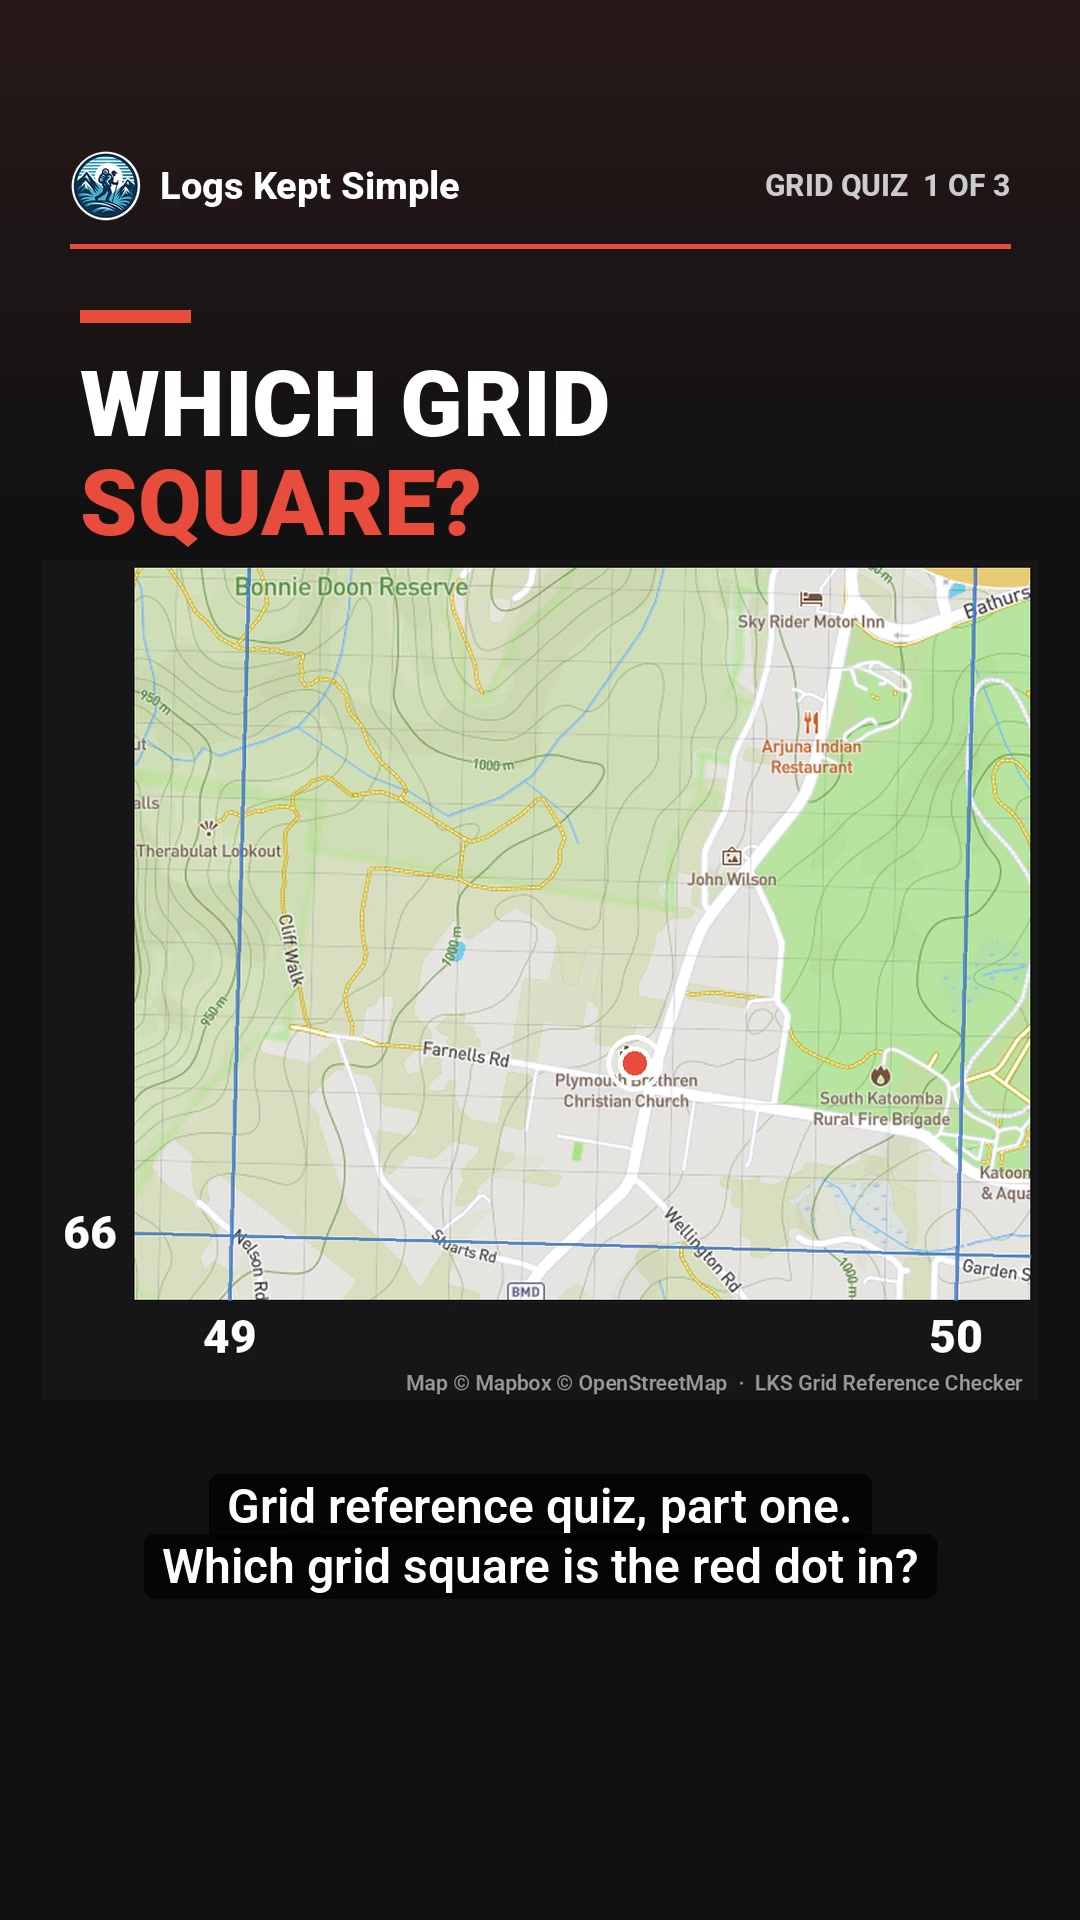 Logs Kept Simple
GRID QUIZ 1 OF 3
WHICH GRID
SQUARE?
Bonnie Doon Reserve
Sky Rider Motor Inn
Bathurs
950 m
ut
Arjuna Indian
Restaurant
1000 m
alls
Therabulat Lookout
John Wilson
Cliff Walk
1000 m
950 m
Farnells Rd
Plymouth Brethren
Christian Church
South Katoomba
Rural Fire Brigade
Katoon
& Aqua
66
Nelson Rd
Stuarts Rd
Wellington Rd
1000 m
Garden S
BMD
49
50
Map © Mapbox © OpenStreetMap · LKS Grid Reference Checker
Grid reference quiz, part one.
Which grid square is the red dot in?